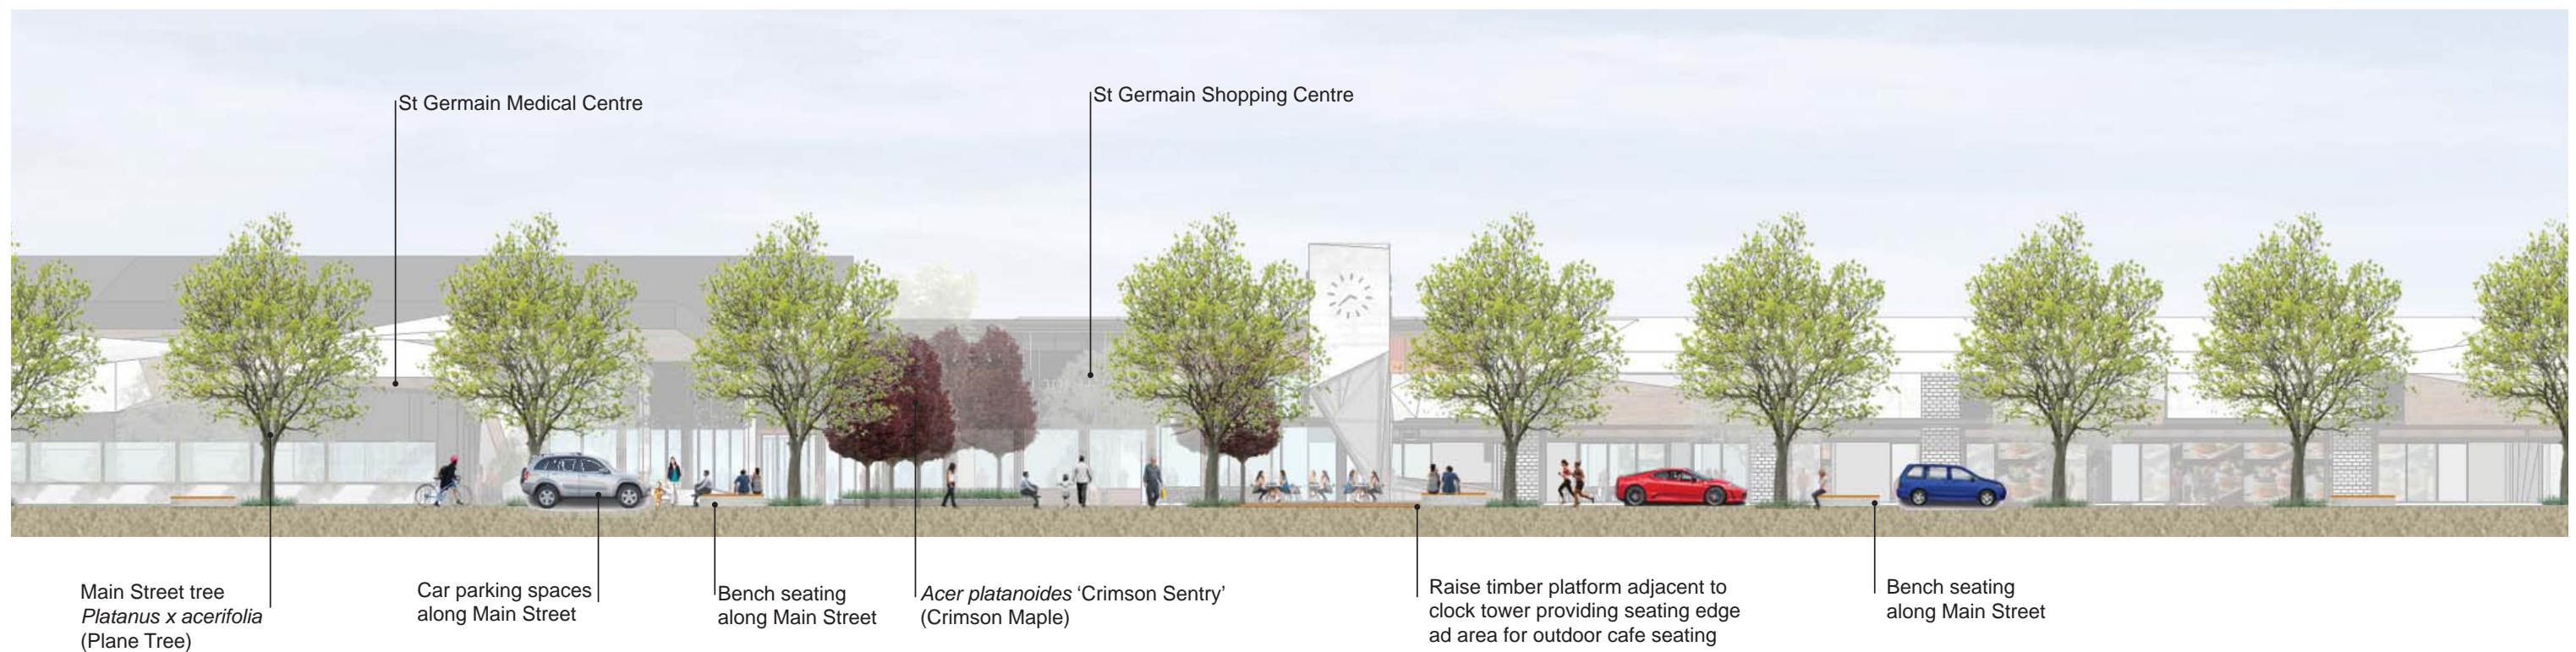 St Germain Medical Centre
St Germain Shopping Centre
Main Street tree
Platanus x acerifolia
(Plane Tree)
Car parking spaces
along Main Street
Bench seating
along Main Street
Acer platanoides ‘Crimson Sentry’
(Crimson Maple)
Raise timber platform adjacent to
clock tower providing seating edge
ad area for outdoor cafe seating
Bench seating
along Main Street